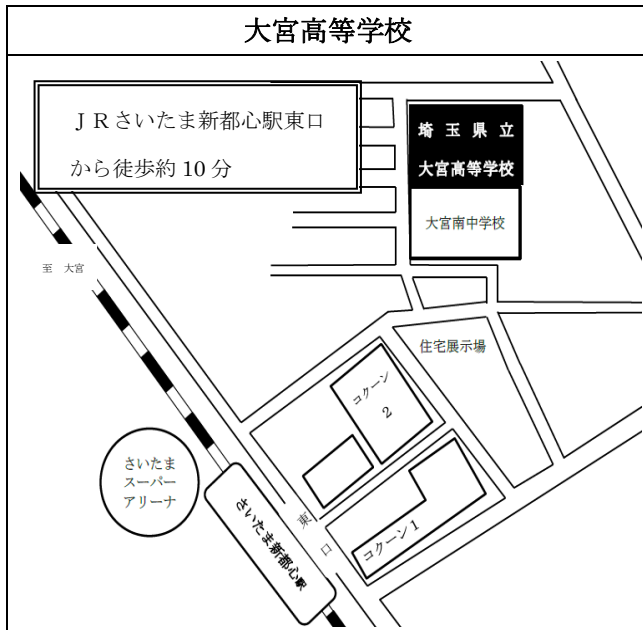 大宮高等学校
ＪＲさいたま新都心駅東口
から徒歩約 10 分
埼玉県立
大宮高等学校
大宮南中学校
至　大宮
住宅展示場
コクーン
2
さいたま
スーパー
アリーナ
さいたま新都心駅
東口
コクーン 1